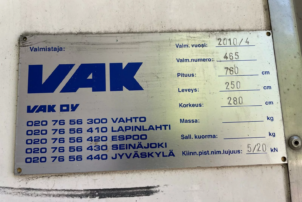 Valmistaja:
VAK
VAK OY
020 76 56 300 VAHTO
020 76 56 410 LAPINLAHTI
020 76 56 420 ESPOO
020 76 56 430 SEINÄJOKI
020 76 56 440 JYVÄSKYLÄ
Valm. vuosi: 2010/4
Valm.numero: 465
Pituus: 760 cm
Leveys: 250 cm
Korkeus: 280 cm
Massa: kg
Sall. kuorma: kg
Kiinn.pist.nim.lujuus: 5/20 kN